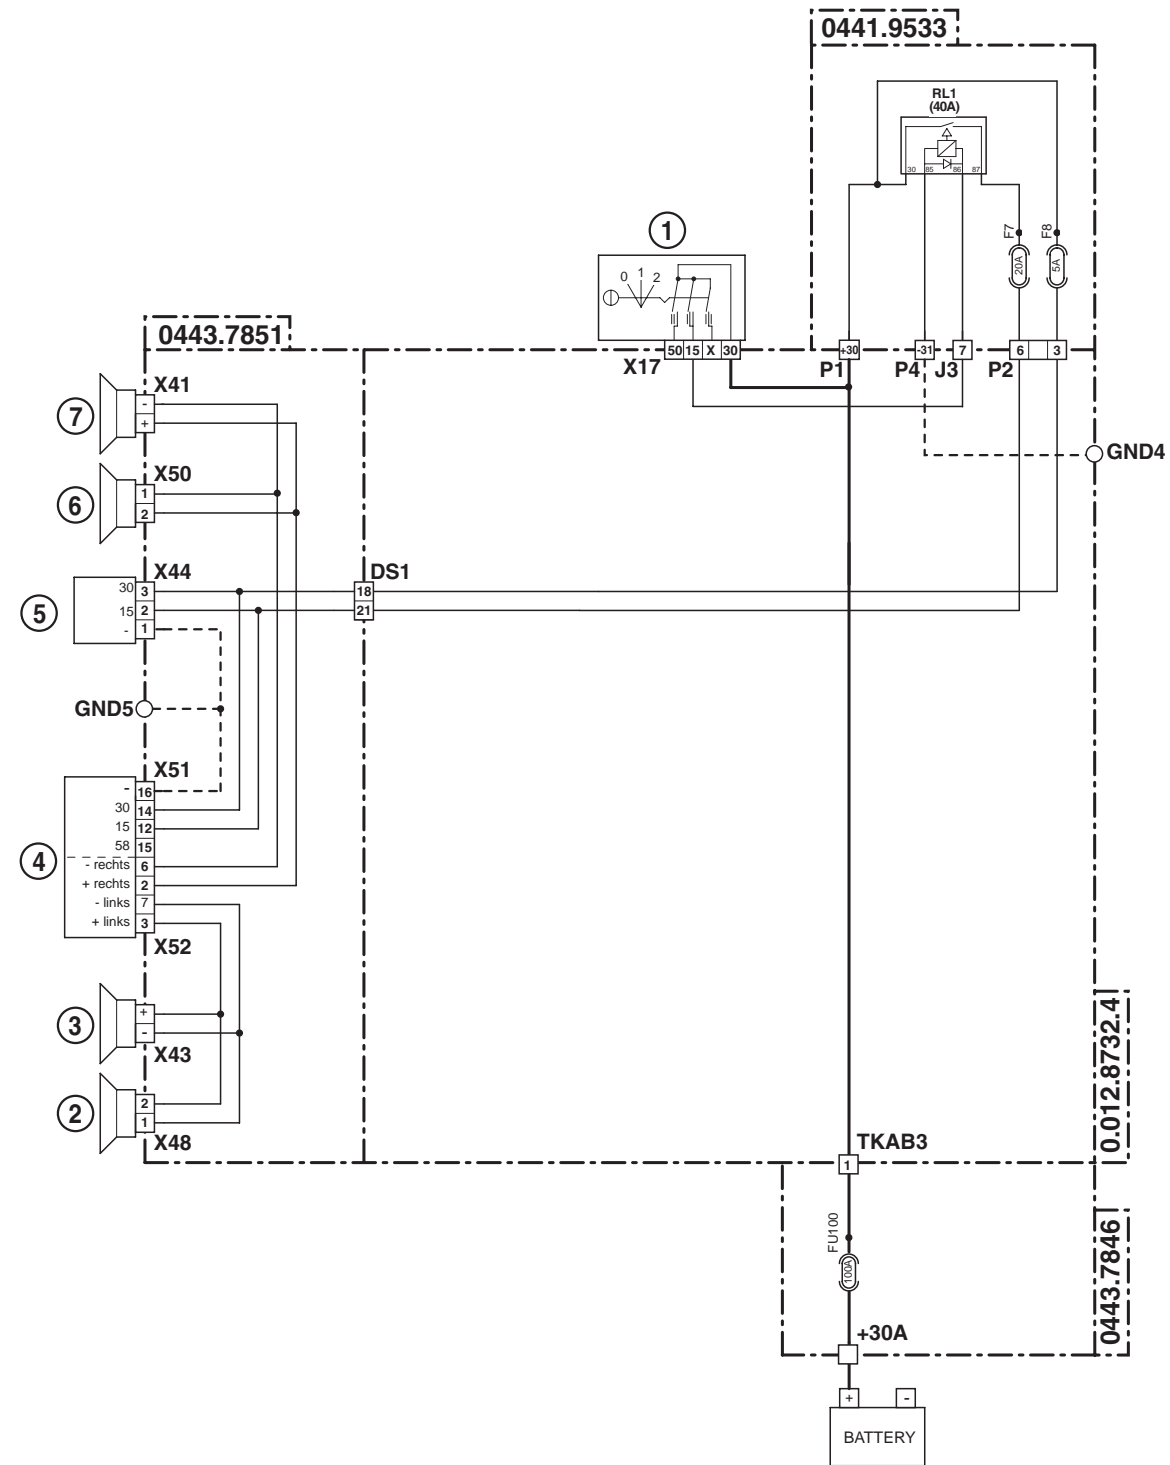 0441.9533
RL1
(40A)
30 85 86 87
F7
F8
20A
5A
1
0 1 2
50 15 X 30
X17
+30
P1
-31
P4
7
J3
6 3
P2
GND4
0443.7851
X41
7
-
+
X50
6
1
2
X44
5
30 3
15 2
- 1
DS1
18
21
GND5
X51
4
- 16
30 14
15 12
58 15
- rechts 6
+ rechts 2
- links 7
+ links 3
X52
3
+
-
X43
2
2
1
X48
0.012.8732.4
TKAB3
1
FU100
100A
0443.7846
+30A
+ -
BATTERY